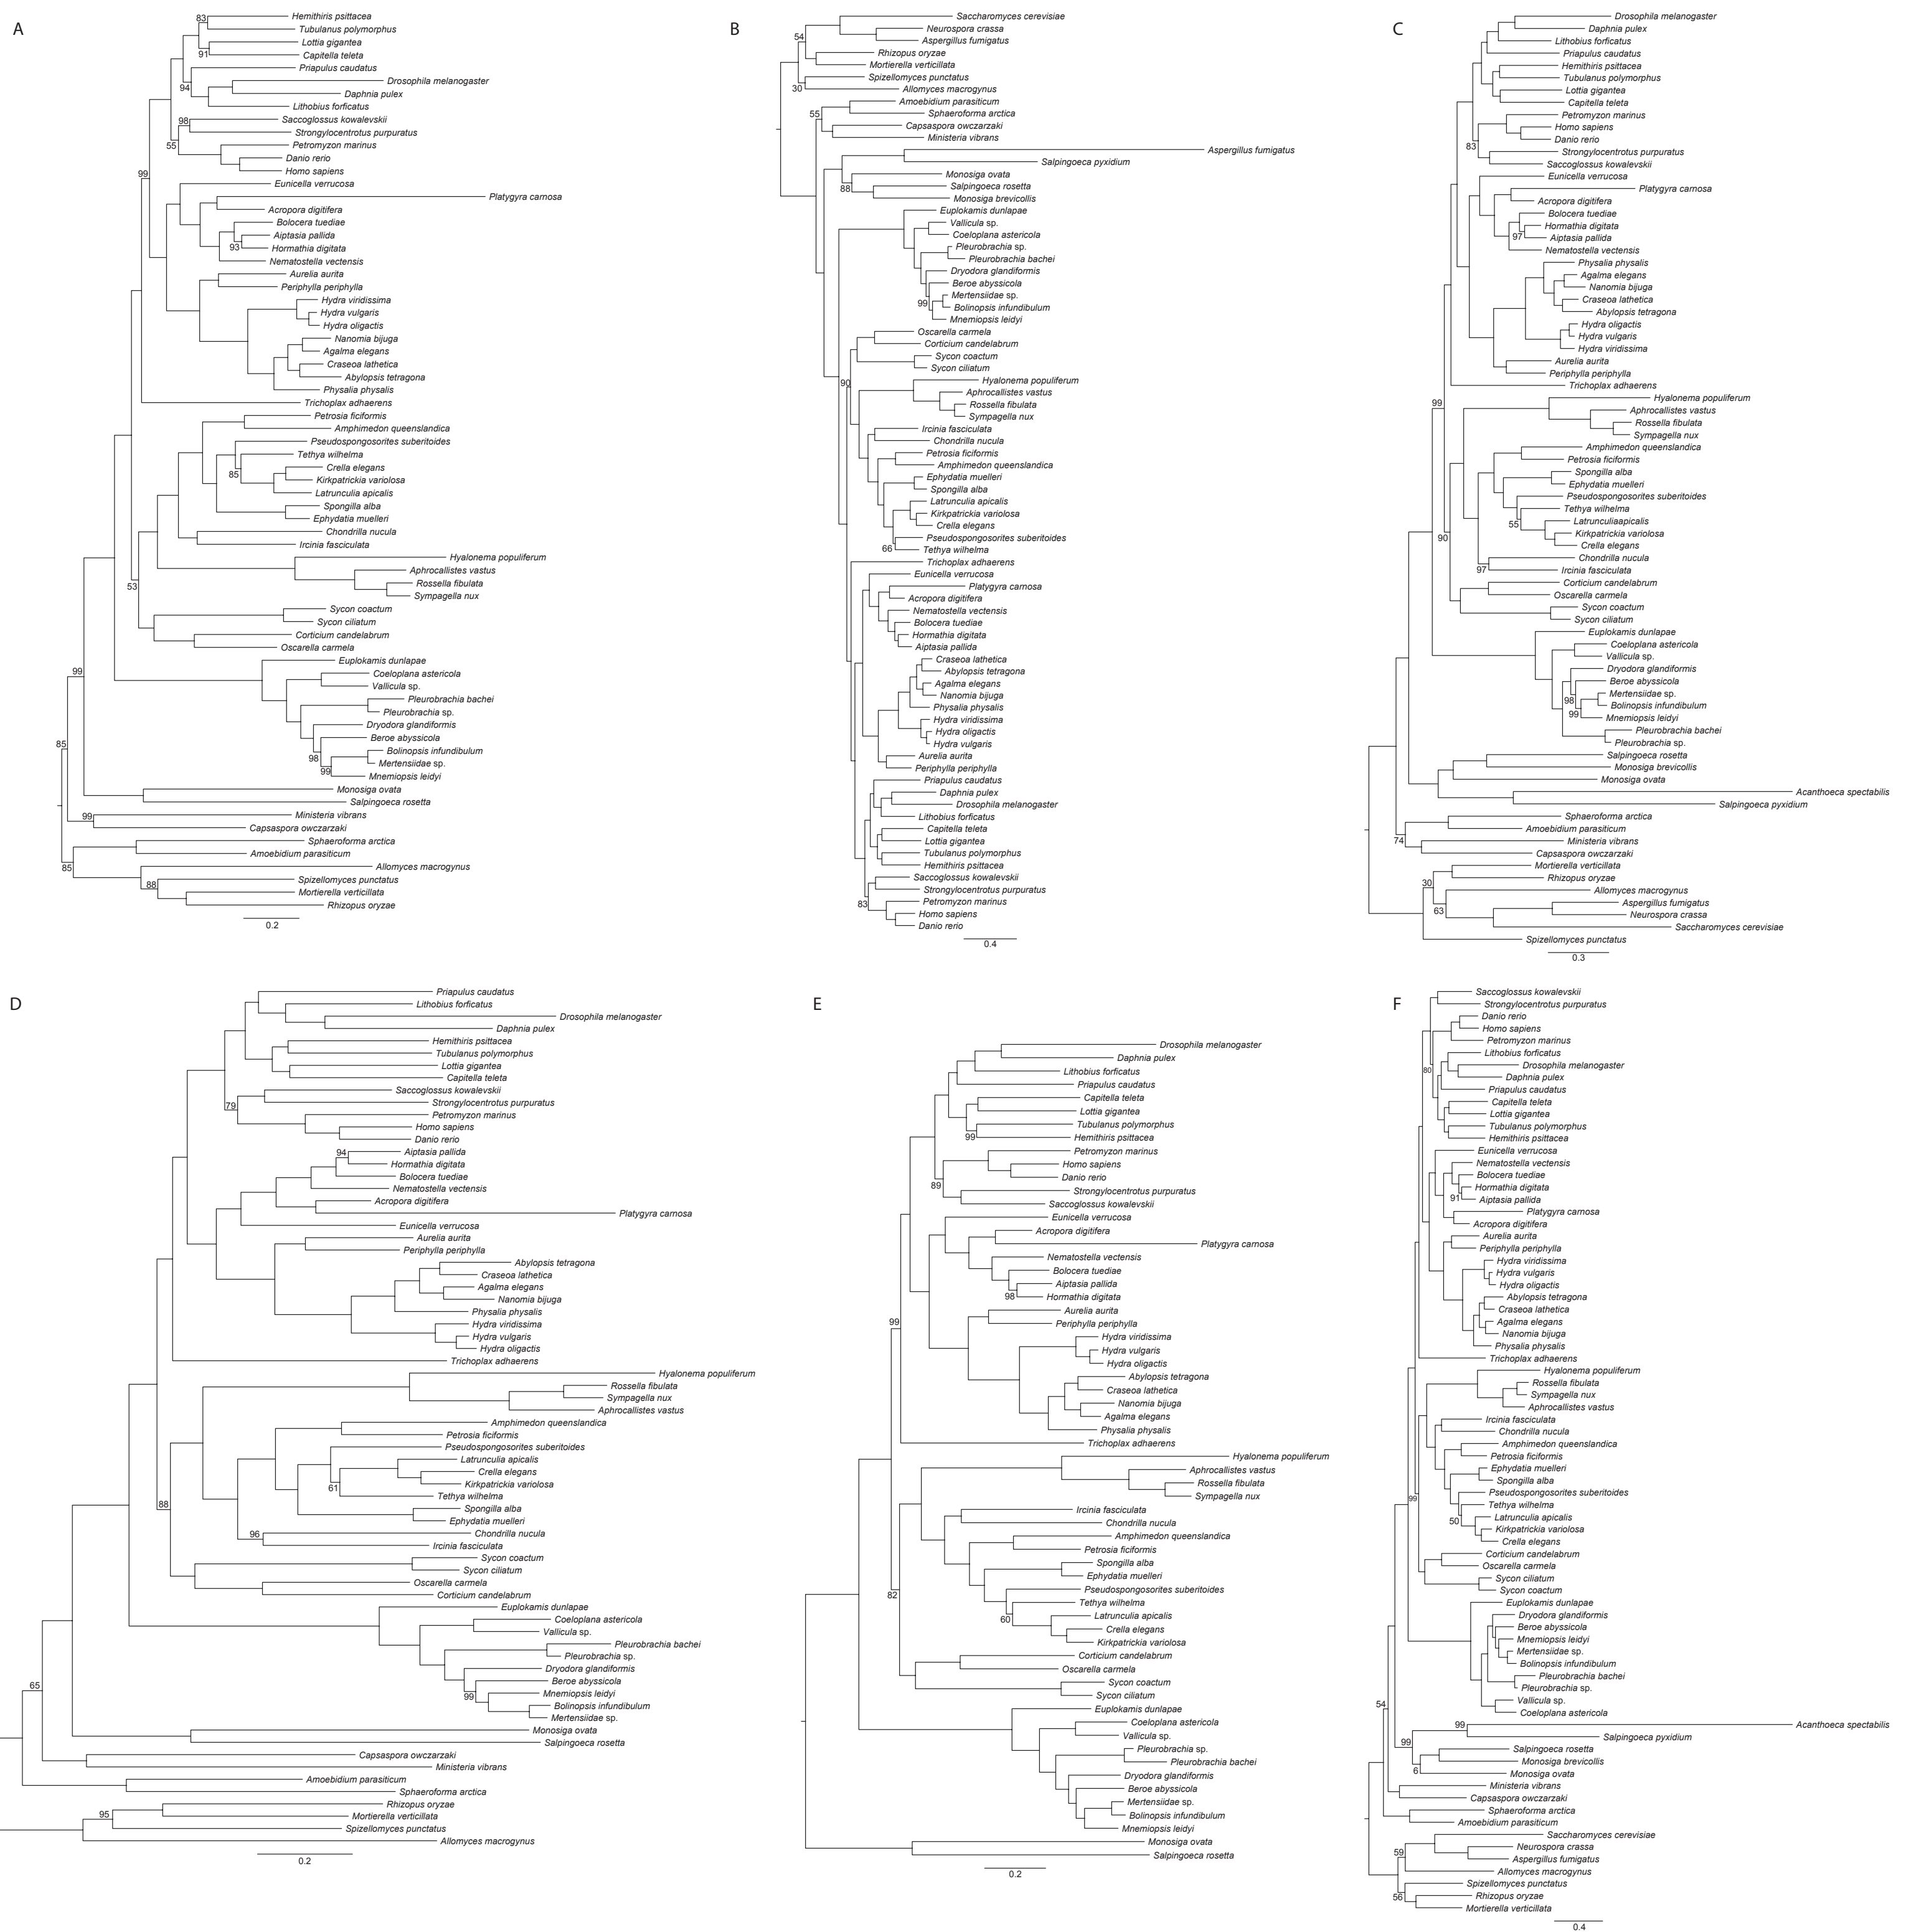 A
83
Hemithiris psittacea
Tubulanus polymorphus
Lottia gigantea
91
Capitella teleta
Priapulus caudatus
Drosophila melanogaster
94
Daphnia pulex
Lithobius forficatus
98
Saccoglossus kowalevskii
Strongylocentrotus purpuratus
55
Petromyzon marinus
Danio rerio
Homo sapiens
99
Eunicella verrucosa
Platygyra carnosa
Acropora digitifera
Bolocera tuediae
Aiptasia pallida
93
Hormathia digitata
Nematostella vectensis
Aurelia aurita
Periphylla periphylla
Hydra viridissima
Hydra vulgaris
Hydra oligactis
Nanomia bijuga
Agalma elegans
Craseoa lathetica
Abylopsis tetragona
Physalia physalis
Trichoplax adhaerens
Petrosia ficiformis
Amphimedon queenslandica
Pseudospongosorites suberitoides
Tethya wilhelma
85
Crella elegans
Kirkpatrickia variolosa
Latrunculia apicalis
Spongilla alba
Ephydatia muelleri
Chondrilla nucula
Ircinia fasciculata
Hyalonema populiferum
Aphrocallistes vastus
53
Rossella fibulata
Sympagella nux
Sycon coactum
Sycon ciliatum
Corticium candelabrum
Oscarella carmela
Euplokamis dunlapae
99
Coeloplana astericola
Vallicula sp.
Pleurobrachia bachei
Pleurobrachia sp.
Dryodora glandiformis
85
Beroe abyssicola
Bolinopsis infundibulum
98
Mertensiidae sp.
99
Mnemiopsis leidyi
Monosiga ovata
Salpingoeca rosetta
99
Ministeria vibrans
Capsaspora owczarzaki
Sphaeroforma arctica
Amoebidium parasiticum
85
Allomyces macrogynus
88
Spizellomyces punctatus
Mortierella verticillata
Rhizopus oryzae
0.2
B
Saccharomyces cerevisiae
Neurospora crassa
54
Aspergillus fumigatus
Rhizopus oryzae
Mortierella verticillata
Spizellomyces punctatus
30
Allomyces macrogynus
Amoebidium parasiticum
55
Sphaeroforma arctica
Capsaspora owczarzaki
Ministeria vibrans
Aspergillus fumigatus
Salpingoeca pyxidium
Monosiga ovata
88
Salpingoeca rosetta
Monosiga brevicollis
Euplokamis dunlapae
Vallicula sp.
Coeloplana astericola
Pleurobrachia sp.
Pleurobrachia bachei
Dryodora glandiformis
Beroe abyssicola
Mertensiidae sp.
99
Bolinopsis infundibulum
Mnemiopsis leidyi
Oscarella carmela
Corticium candelabrum
Sycon coactum
Sycon ciliatum
90
Hyalonema populiferum
Aphrocallistes vastus
Rossella fibulata
Sympagella nux
Ircinia fasciculata
Chondrilla nucula
Petrosia ficiformis
Amphimedon queenslandica
Ephydatia muelleri
Spongilla alba
Latrunculia apicalis
Kirkpatrickia variolosa
Crella elegans
Pseudospongosorites suberitoides
66
Tethya wilhelma
Trichoplax adhaerens
Eunicella verrucosa
Platygyra carnosa
Acropora digitifera
Nematostella vectensis
Bolocera tuediae
Hormathia digitata
Aiptasia pallida
Craseoa lathetica
Abylopsis tetragona
Agalma elegans
Nanomia bijuga
Physalia physalis
Hydra viridissima
Hydra oligactis
Hydra vulgaris
Aurelia aurita
Periphylla periphylla
Priapulus caudatus
Daphnia pulex
Drosophila melanogaster
Lithobius forficatus
Capitella teleta
Lottia gigantea
Tubulanus polymorphus
Hemithiris psittacea
Saccoglossus kowalevskii
Strongylocentrotus purpuratus
83
Petromyzon marinus
Homo sapiens
Danio rerio
0.4
C
Drosophila melanogaster
Daphnia pulex
Lithobius forficatus
Priapulus caudatus
Hemithiris psittacea
Tubulanus polymorphus
Lottia gigantea
Capitella teleta
Petromyzon marinus
Homo sapiens
Danio rerio
83
Strongylocentrotus purpuratus
Saccoglossus kowalevskii
Eunicella verrucosa
Platygyra carnosa
Acropora digitifera
Bolocera tuediae
Hormathia digitata
97
Aiptasia pallida
Nematostella vectensis
Physalia physalis
Agalma elegans
Nanomia bijuga
Craseoa lathetica
Abylopsis tetragona
Hydra oligactis
Hydra vulgaris
Hydra viridissima
Aurelia aurita
Periphylla periphylla
Trichoplax adhaerens
99
Hyalonema populiferum
Aphrocallistes vastus
Rossella fibulata
Sympagella nux
Amphimedon queenslandica
Petrosia ficiformis
Spongilla alba
Ephydatia muelleri
Pseudospongosorites suberitoides
Tethya wilhelma
55
Latrunculiaapicalis
Kirkpatrickia variolosa
90
Crella elegans
Chondrilla nucula
97
Ircinia fasciculata
Corticium candelabrum
Oscarella carmela
Sycon coactum
Sycon ciliatum
Euplokamis dunlapae
Coeloplana astericola
Vallicula sp.
Dryodora glandiformis
Beroe abyssicola
Mertensiidae sp.
98
Bolinopsis infundibulum
99
Mnemiopsis leidyi
Pleurobrachia bachei
Pleurobrachia sp.
Salpingoeca rosetta
Monosiga brevicollis
Monosiga ovata
Acanthoeca spectabilis
Salpingoeca pyxidium
Sphaeroforma arctica
Amoebidium parasiticum
74
Ministeria vibrans
Capsaspora owczarzaki
Mortierella verticillata
30
Rhizopus oryzae
Allomyces macrogynus
63
Aspergillus fumigatus
Neurospora crassa
Saccharomyces cerevisiae
Spizellomyces punctatus
0.3
D
Priapulus caudatus
Lithobius forficatus
Drosophila melanogaster
Daphnia pulex
Hemithiris psittacea
Tubulanus polymorphus
Lottia gigantea
Capitella teleta
Saccoglossus kowalevskii
79
Strongylocentrotus purpuratus
Petromyzon marinus
Homo sapiens
Danio rerio
94
Aiptasia pallida
Hormathia digitata
Bolocera tuediae
Nematostella vectensis
Acropora digitifera
Platygyra carnosa
Eunicella verrucosa
Aurelia aurita
Periphylla periphylla
Abylopsis tetragona
Craseoa lathetica
Agalma elegans
Nanomia bijuga
Physalia physalis
Hydra viridissima
Hydra vulgaris
Hydra oligactis
Trichoplax adhaerens
Hyalonema populiferum
Rossella fibulata
Sympagella nux
Aphrocallistes vastus
Amphimedon queenslandica
Petrosia ficiformis
Pseudospongosorites suberitoides
Latrunculia apicalis
Crella elegans
61
Kirkpatrickia variolosa
Tethya wilhelma
88
Spongilla alba
Ephydatia muelleri
96
Chondrilla nucula
Ircinia fasciculata
Sycon coactum
Sycon ciliatum
Oscarella carmela
Corticium candelabrum
Euplokamis dunlapae
Coeloplana astericola
Vallicula sp.
Pleurobrachia bachei
Pleurobrachia sp.
Dryodora glandiformis
65
Beroe abyssicola
99
Mnemiopsis leidyi
Bolinopsis infundibulum
Mertensiidae sp.
Monosiga ovata
Salpingoeca rosetta
Capsaspora owczarzaki
Ministeria vibrans
Amoebidium parasiticum
Sphaeroforma arctica
Rhizopus oryzae
95
Mortierella verticillata
Spizellomyces punctatus
Allomyces macrogynus
0.2
E
Drosophila melanogaster
Daphnia pulex
Lithobius forficatus
Priapulus caudatus
Capitella teleta
Lottia gigantea
Tubulanus polymorphus
99
Hemithiris psittacea
Petromyzon marinus
Homo sapiens
Danio rerio
89
Strongylocentrotus purpuratus
Saccoglossus kowalevskii
Eunicella verrucosa
Acropora digitifera
Platygyra carnosa
Nematostella vectensis
Bolocera tuediae
Aiptasia pallida
98
Hormathia digitata
Aurelia aurita
99
Periphylla periphylla
Hydra viridissima
Hydra vulgaris
Hydra oligactis
Abylopsis tetragona
Craseoa lathetica
Nanomia bijuga
Agalma elegans
Physalia physalis
Trichoplax adhaerens
Hyalonema populiferum
Aphrocallistes vastus
Rossella fibulata
Sympagella nux
Ircinia fasciculata
Chondrilla nucula
Amphimedon queenslandica
Petrosia ficiformis
Spongilla alba
Ephydatia muelleri
82
Pseudospongosorites suberitoides
Tethya wilhelma
60
Latrunculia apicalis
Crella elegans
Kirkpatrickia variolosa
Corticium candelabrum
Oscarella carmela
Sycon coactum
Sycon ciliatum
Euplokamis dunlapae
Coeloplana astericola
Vallicula sp.
Pleurobrachia sp.
Pleurobrachia bachei
Dryodora glandiformis
Beroe abyssicola
Mertensiidae sp.
Bolinopsis infundibulum
Mnemiopsis leidyi
Monosiga ovata
Salpingoeca rosetta
0.2
F
Saccoglossus kowalevskii
Strongylocentrotus purpuratus
Danio rerio
Homo sapiens
Petromyzon marinus
Lithobius forficatus
80
Drosophila melanogaster
Daphnia pulex
Priapulus caudatus
Capitella teleta
Lottia gigantea
Tubulanus polymorphus
Hemithiris psittacea
Eunicella verrucosa
Nematostella vectensis
Bolocera tuediae
Hormathia digitata
91
Aiptasia pallida
Platygyra carnosa
Acropora digitifera
Aurelia aurita
Periphylla periphylla
Hydra viridissima
Hydra vulgaris
Hydra oligactis
Abylopsis tetragona
Craseoa lathetica
Agalma elegans
Nanomia bijuga
Physalia physalis
Trichoplax adhaerens
Hyalonema populiferum
Rossella fibulata
Sympagella nux
Aphrocallistes vastus
Ircinia fasciculata
Chondrilla nucula
Amphimedon queenslandica
Petrosia ficiformis
Ephydatia muelleri
Spongilla alba
99
Pseudospongosorites suberitoides
Tethya wilhelma
50
Latrunculia apicalis
Kirkpatrickia variolosa
Crella elegans
Corticium candelabrum
Oscarella carmela
Sycon ciliatum
Sycon coactum
Euplokamis dunlapae
Dryodora glandiformis
Beroe abyssicola
Mnemiopsis leidyi
Mertensiidae sp.
Bolinopsis infundibulum
Pleurobrachia bachei
Pleurobrachia sp.
54
Vallicula sp.
Coeloplana astericola
99
Acanthoeca spectabilis
Salpingoeca pyxidium
99
Salpingoeca rosetta
Monosiga brevicollis
6
Monosiga ovata
Ministeria vibrans
Capsaspora owczarzaki
Sphaeroforma arctica
Amoebidium parasiticum
Saccharomyces cerevisiae
59
Neurospora crassa
Aspergillus fumigatus
Allomyces macrogynus
Spizellomyces punctatus
56
Rhizopus oryzae
Mortierella verticillata
0.4